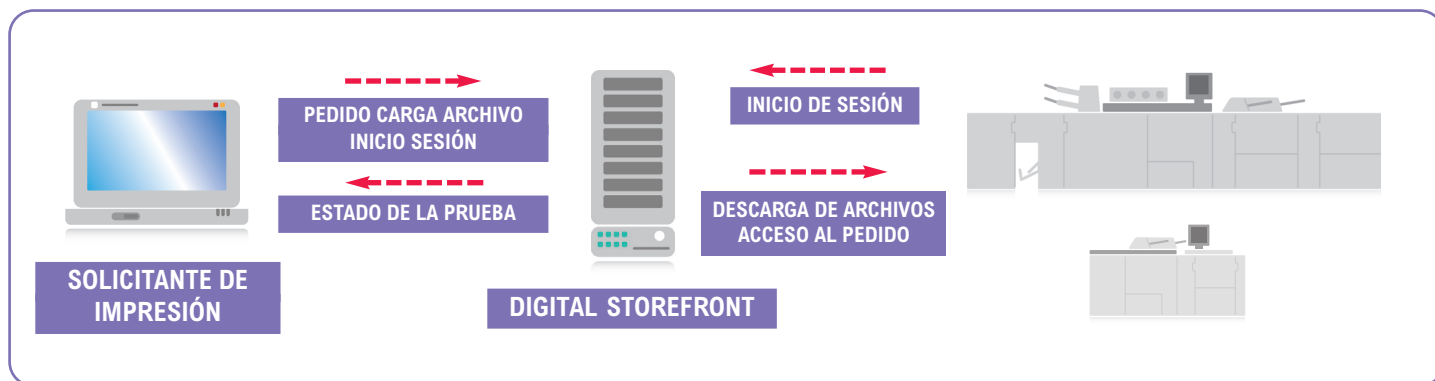 PEDIDO CARGA ARCHIVO
INICIO SESIÓN
ESTADO DE LA PRUEBA
SOLICITANTE DE
IMPRESIÓN
DIGITAL STOREFRONT
INICIO DE SESIÓN
DESCARGA DE ARCHIVOS
ACCESO AL PEDIDO